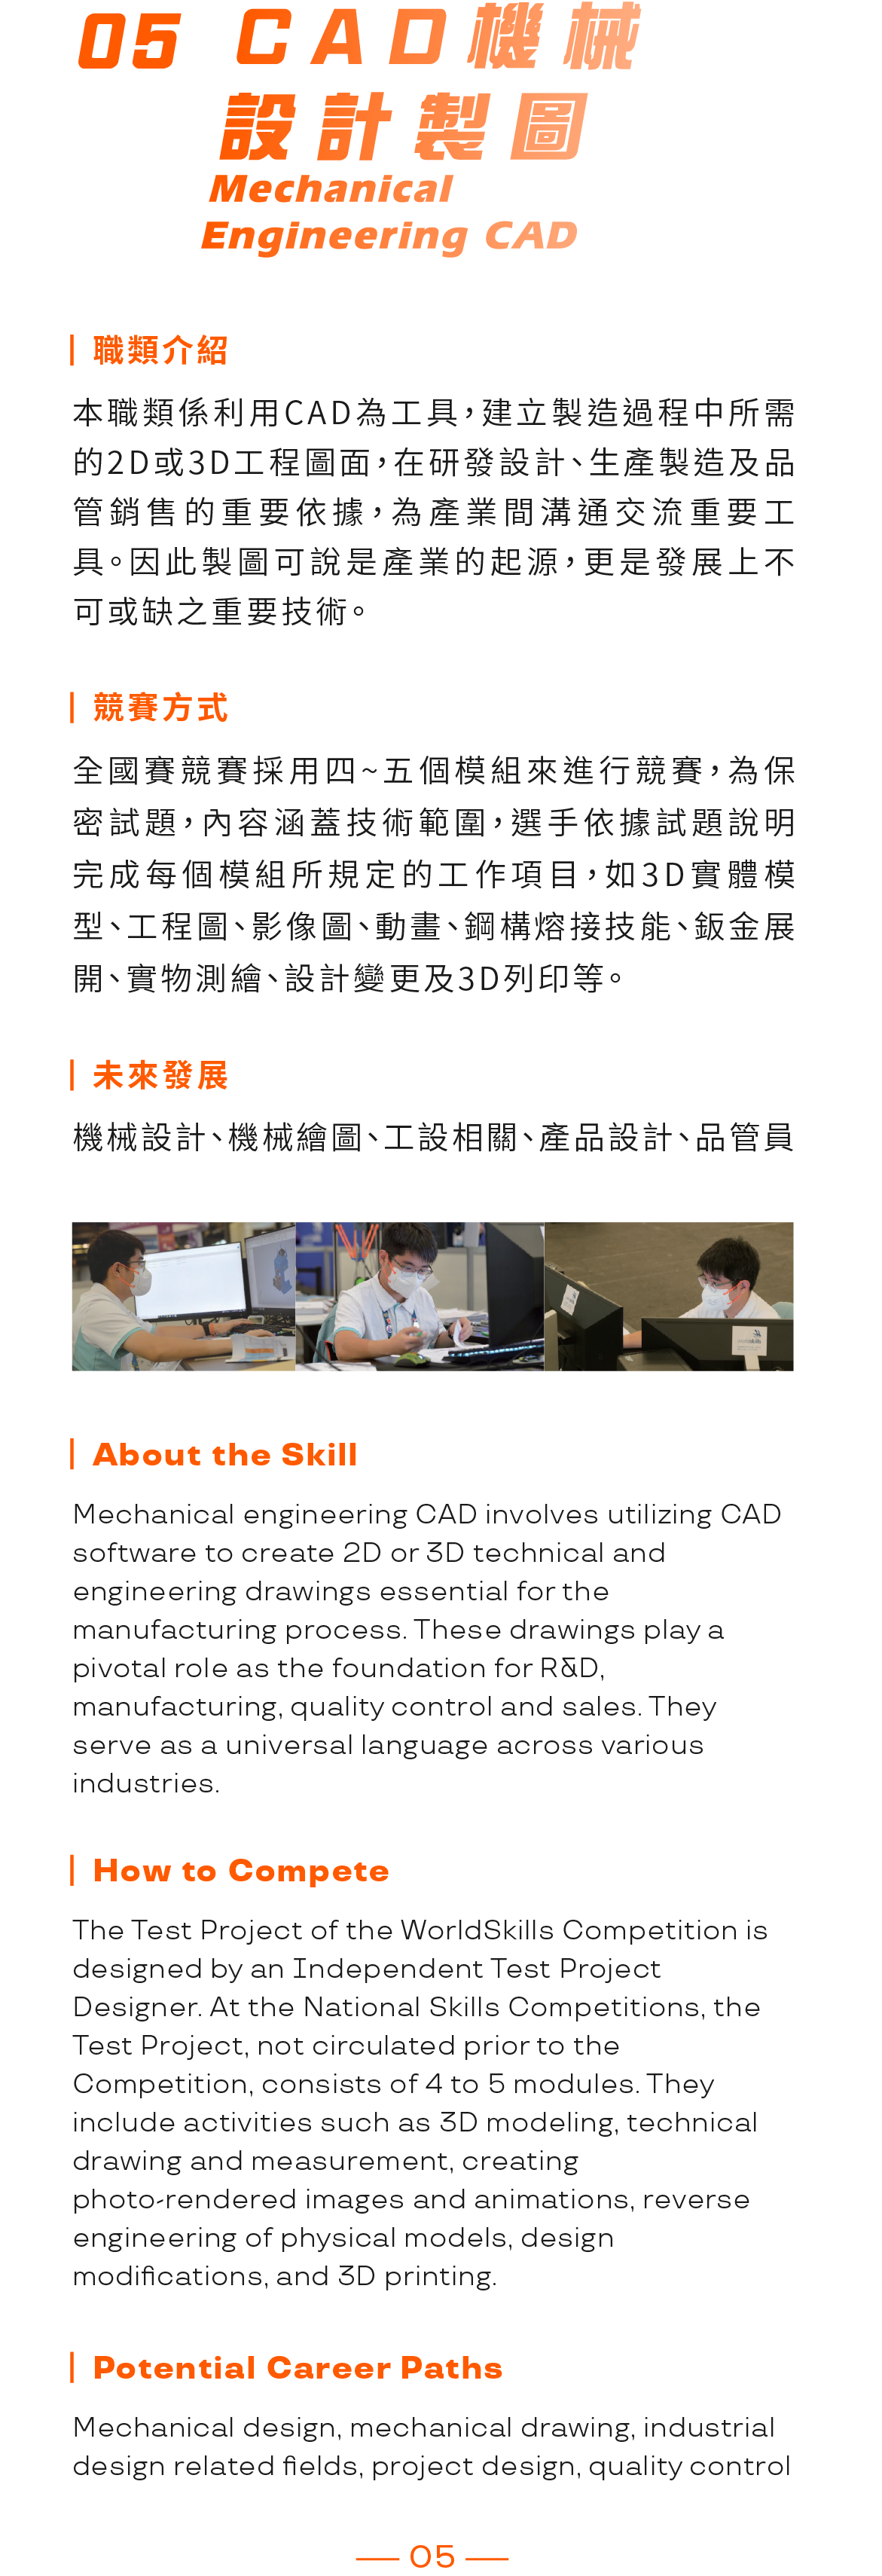 05 CAD機械
設計製圖
Mechanical
Engineering CAD
職類介紹
本職類係利用CAD為工具，建立製造過程中所需
的2D或3D工程圖面，在研發設計、生產製造及品
管銷售的重要依據，為產業間溝通交流重要工
具。因此製圖可說是產業的起源，更是發展上不
可或缺之重要技術。
競賽方式
全國賽競賽採用四~五個模組來進行競賽，為保
密試題，內容涵蓋技術範圍，選手依據試題說明
完成每個模組所規定的工作項目，如3D實體模
型、工程圖、影像圖、動畫、鋼構熔接技能、鈑金展
開、實物測繪、設計變更及3D列印等。
未來發展
機械設計、機械繪圖、工設相關、產品設計、品管員
About the Skill
Mechanical engineering CAD involves utilizing CAD
software to create 2D or 3D technical and
engineering drawings essential for the
manufacturing process. These drawings play a
pivotal role as the foundation for R&D,
manufacturing, quality control and sales. They
serve as a universal language across various
industries.
How to Compete
The Test Project of the WorldSkills Competition is
designed by an Independent Test Project
Designer. At the National Skills Competitions, the
Test Project, not circulated prior to the
Competition, consists of 4 to 5 modules. They
include activities such as 3D modeling, technical
drawing and measurement, creating
photo-rendered images and animations, reverse
engineering of physical models, design
modifications, and 3D printing.
Potential Career Paths
Mechanical design, mechanical drawing, industrial
design related fields, project design, quality control
05